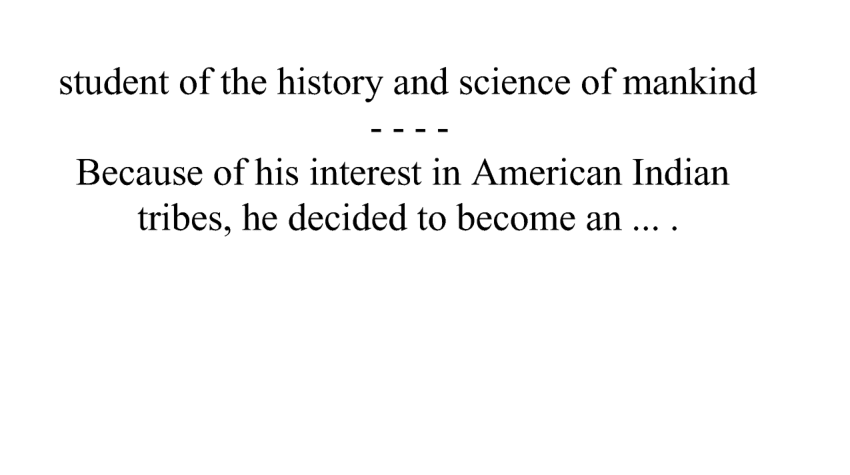 student of the history and science of mankind
- - - -
Because of his interest in American Indian
tribes, he decided to become an ... .